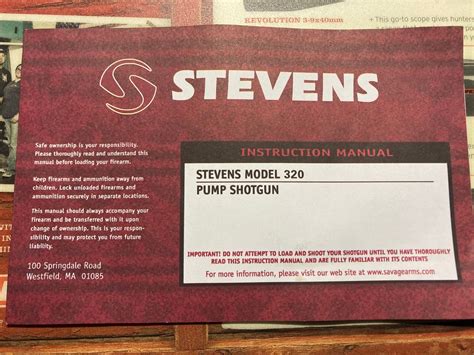 REVOLUTION 3-9x40mm
• This go-to scope gives hunters
STEVENS
Safe ownership is your responsibility.
Please thoroughly read and understand this
manual before loading your firearm.
Keep firearms and ammunition away from
children. Lock unloaded firearms and
ammunition securely in separate locations.
This manual should always accompany your
firearm and be transferred with it upon
change of ownership. This is your respons-
ibility and may protect you from future
liability.
100 Springdale Road
Westfield, MA 01085
INSTRUCTION MANUAL
STEVENS MODEL 320
PUMP SHOTGUN
IMPORTANT! DO NOT ATTEMPT TO LOAD AND SHOOT YOUR SHOTGUN UNTIL YOU HAVE THOROUGHLY
READ THIS INSTRUCTION MANUAL AND ARE FULLY FAMILIAR WITH ITS CONTENTS
For more information, please visit our web site at www.savagearms.com